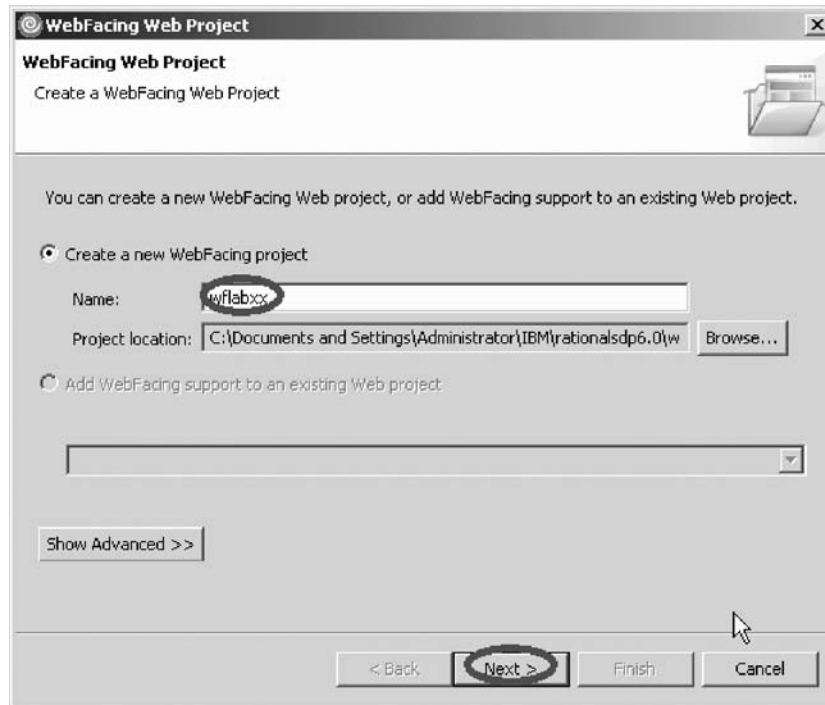 WebFacing Web Project
WebFacing Web Project
Create a WebFacing Web Project
You can create a new WebFacing Web project, or add WebFacing support to an existing Web project.
Create a new WebFacing project
Name: wflabxx
Project location: C:\Documents and Settings\Administrator\IBM\rationalsdp6.0\w Browse...
Add WebFacing support to an existing Web project
Show Advanced >>
< Back Next > Finish Cancel